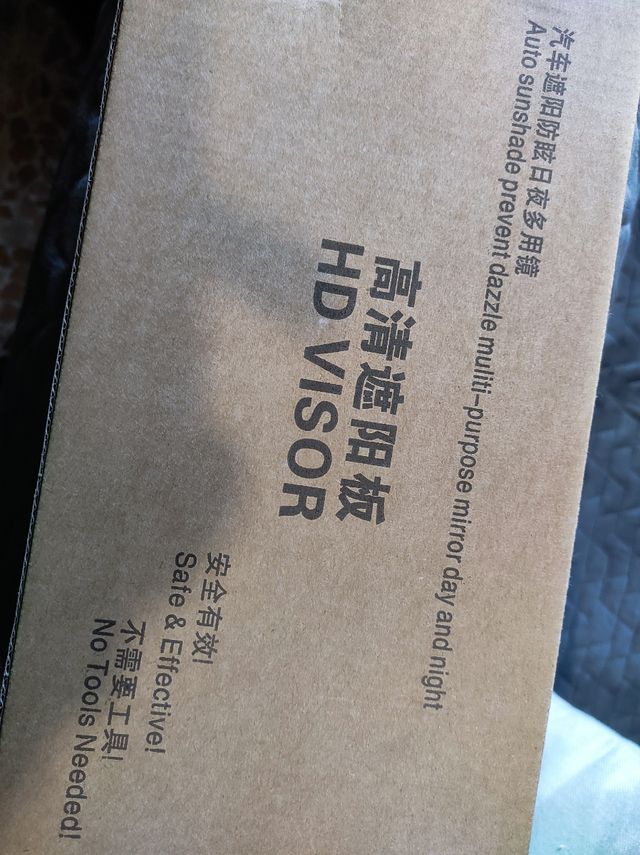 汽车遮阳防眩日夜多用镜
Auto sunshade prevent dazzle muliti-purpose mirror day and night
高清遮阳板
HD VISOR
安全有效!
Safe & Effective!
不需要工具!
No Tools Needed!